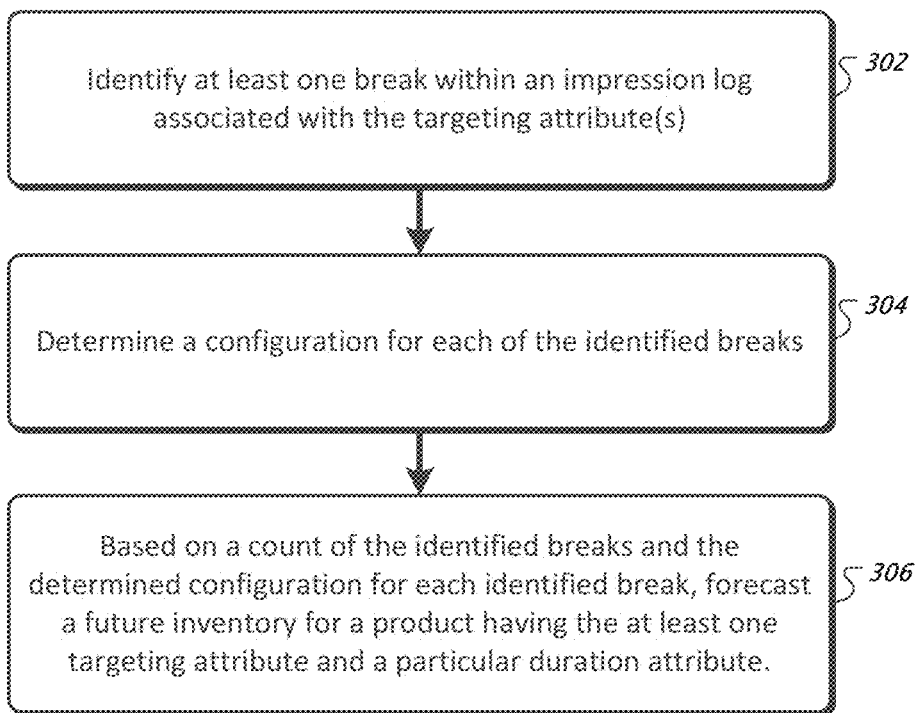 Identify at least one break within an impression log
associated with the targeting attribute(s)
302
Determine a configuration for each of the identified breaks
304
Based on a count of the identified breaks and the
determined configuration for each identified break, forecast
a future inventory for a product having the at least one
targeting attribute and a particular duration attribute.
306